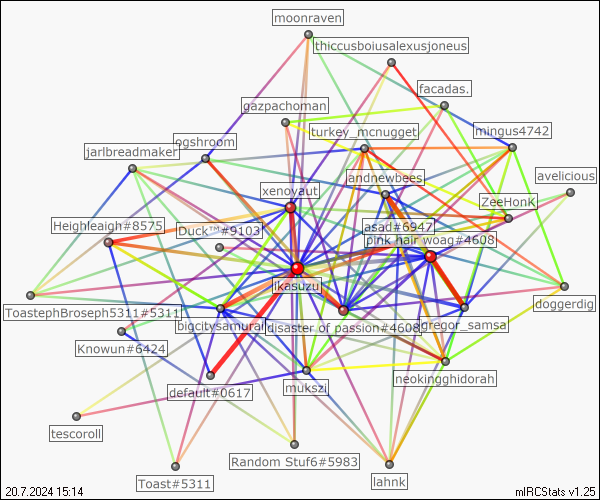 moonraven
thiccusboiusalexusjoneus
facadas.
gazpachoman
turkey_mcnugget
mingus4742
ogshroom
jarlbreadmaker
andnewbees
avelicious
xenoyaut
ZeeHonK
Heighleaigh#8575
Duck™#9103
asad#6947
pink hair woag#4608
ikasuzu
ToastephBroseph5311#5311
doggerdig
bigcitysamurai
disaster of passion#4608
gregor_samsa
Knowun#6424
default#0617
mukszi
neokingghidorah
tescoroll
Random Stuf6#5983
Toast#5311
lahnk
20.7.2024 15:14
mIRCStats v1.25